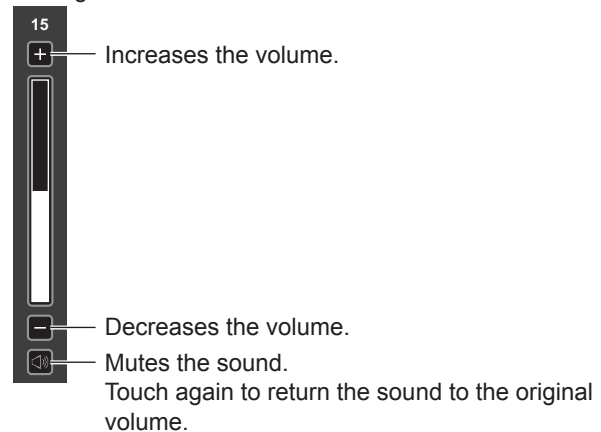 15
+
Increases the volume.
−
Decreases the volume.
Mutes the sound.
Touch again to return the sound to the original
volume.